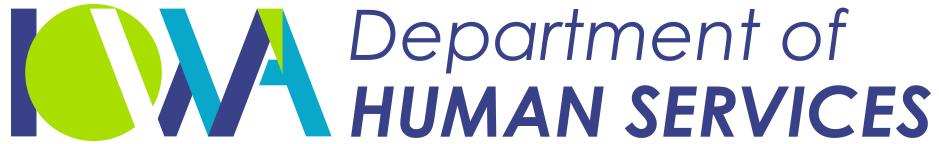 IOWA
Department of
HUMAN SERVICES